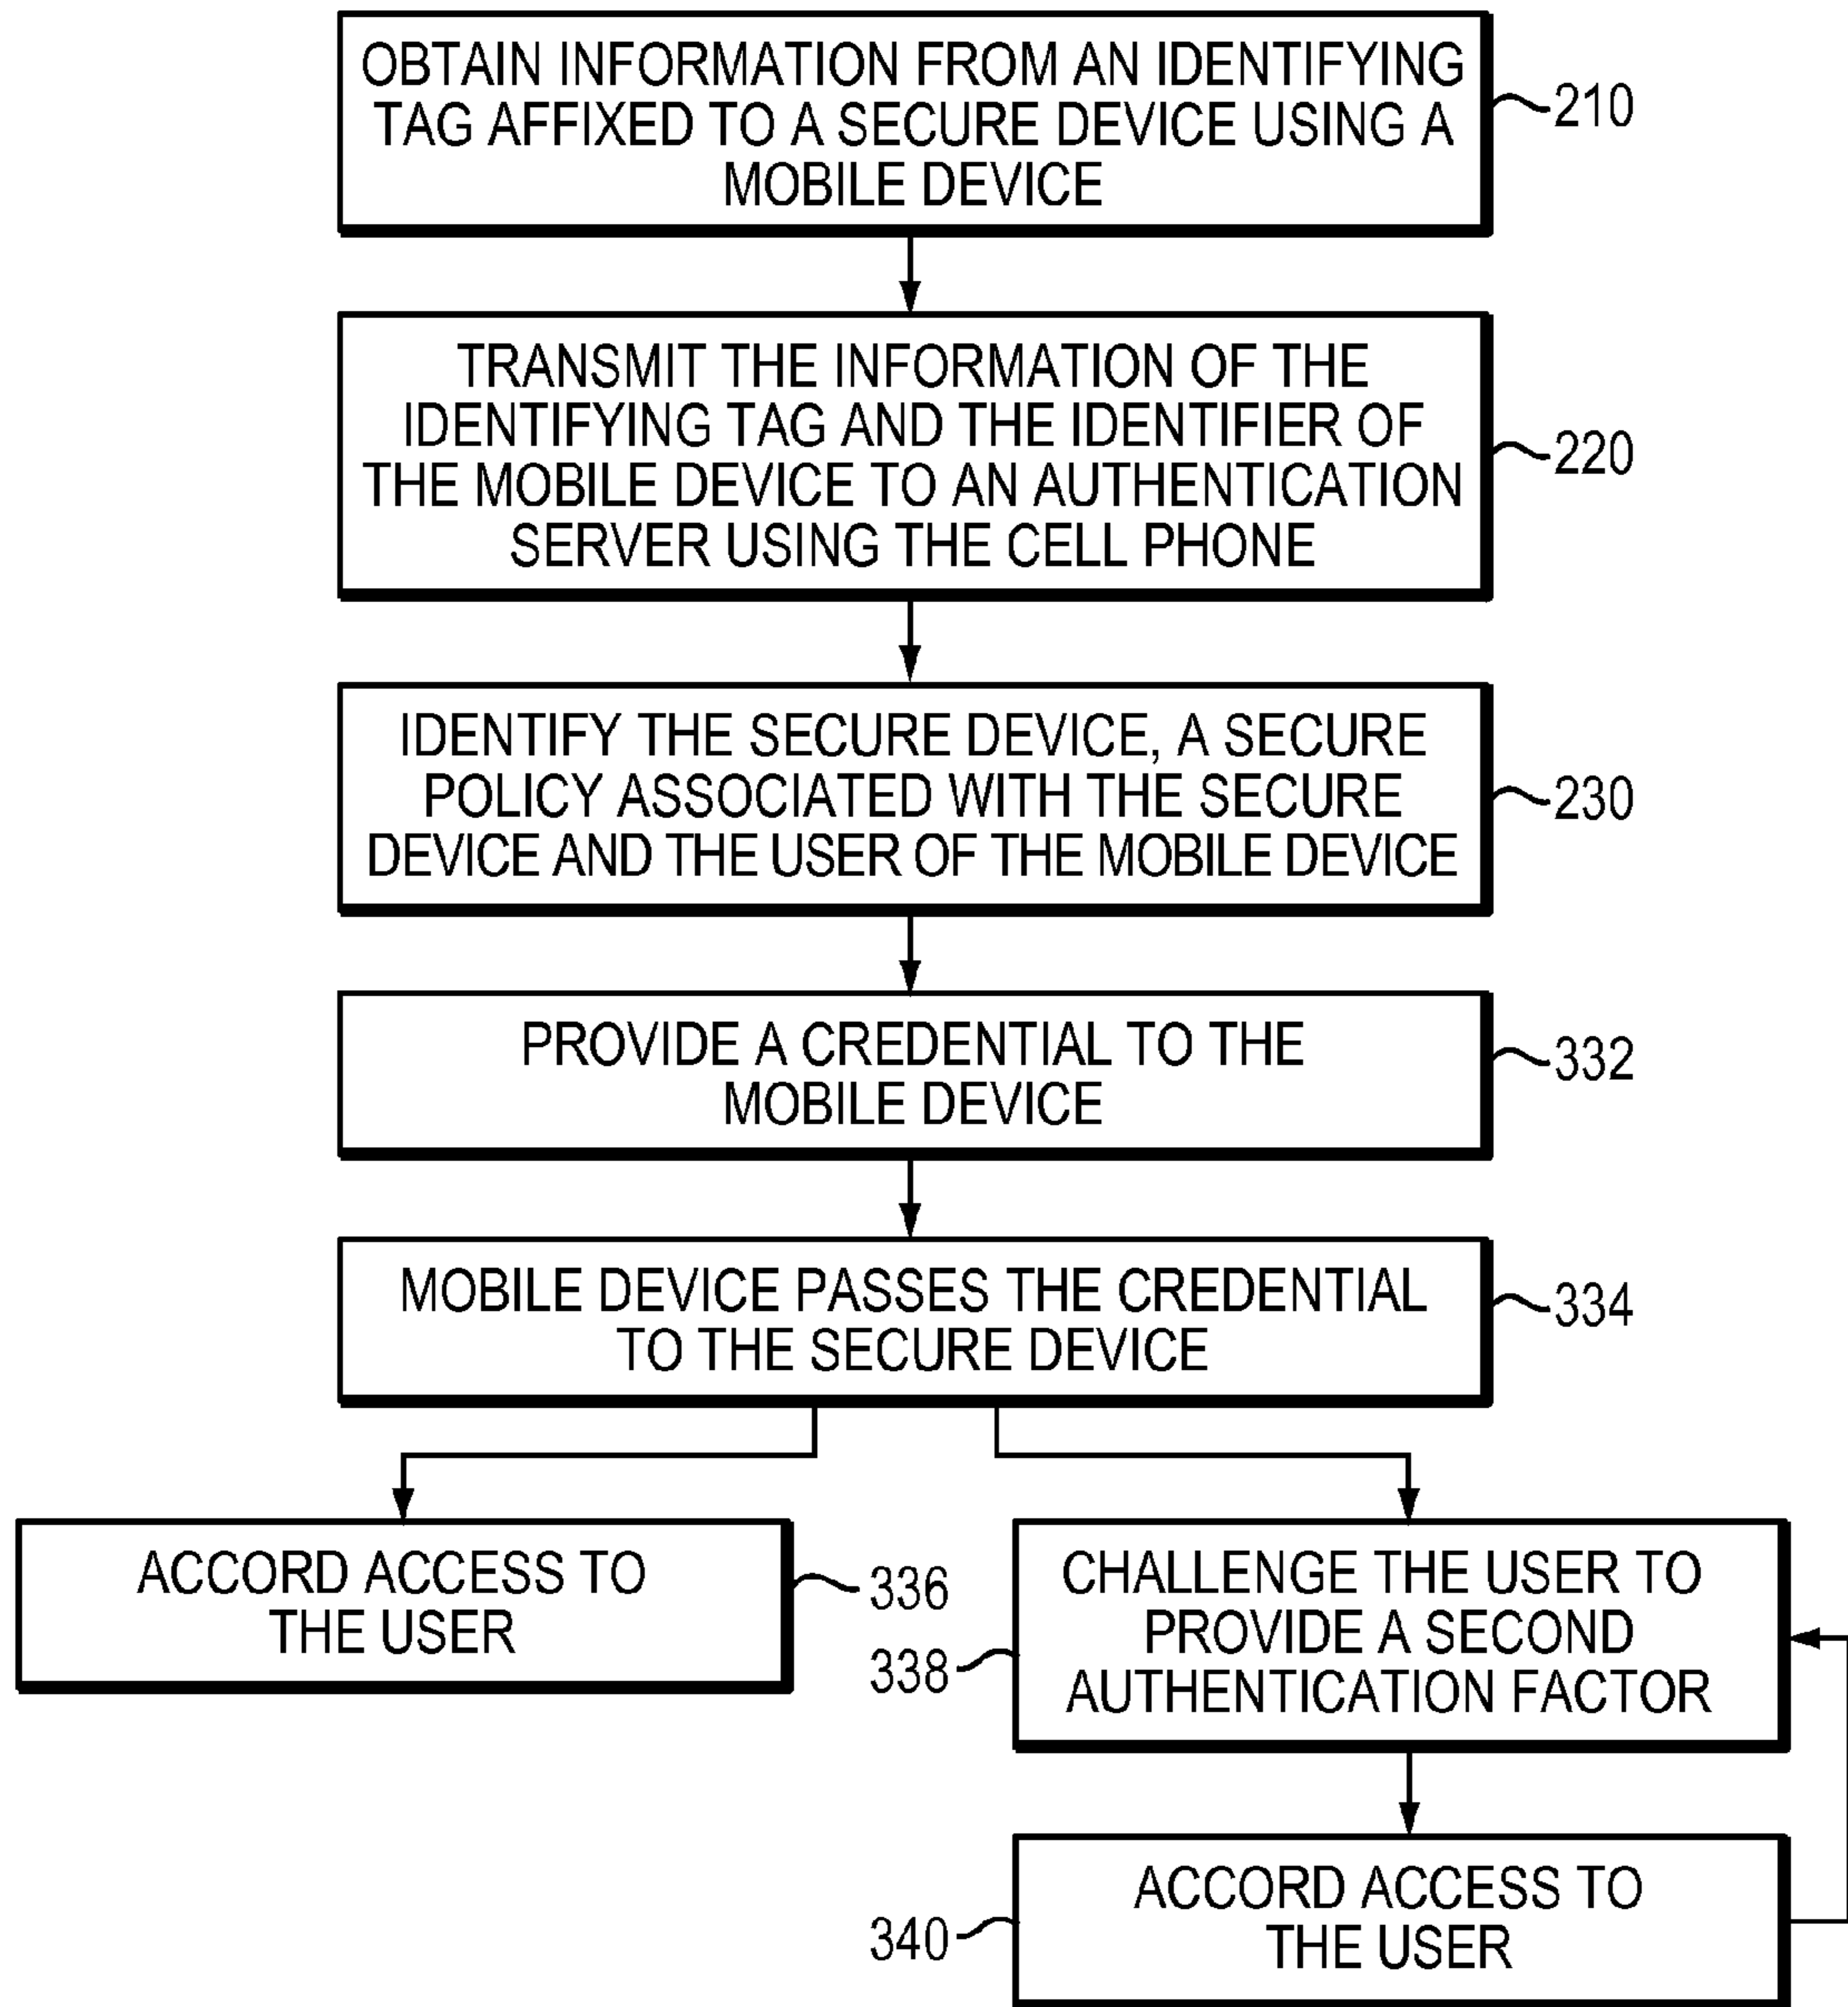 OBTAIN INFORMATION FROM AN IDENTIFYING
TAG AFFIXED TO A SECURE DEVICE USING A
MOBILE DEVICE
210
TRANSMIT THE INFORMATION OF THE
IDENTIFYING TAG AND THE IDENTIFIER OF
THE MOBILE DEVICE TO AN AUTHENTICATION
SERVER USING THE CELL PHONE
220
IDENTIFY THE SECURE DEVICE, A SECURE
POLICY ASSOCIATED WITH THE SECURE
DEVICE AND THE USER OF THE MOBILE DEVICE
230
PROVIDE A CREDENTIAL TO THE
MOBILE DEVICE
332
MOBILE DEVICE PASSES THE CREDENTIAL
TO THE SECURE DEVICE
334
ACCORD ACCESS TO
THE USER
336
CHALLENGE THE USER TO
PROVIDE A SECOND
AUTHENTICATION FACTOR
338
ACCORD ACCESS TO
THE USER
340